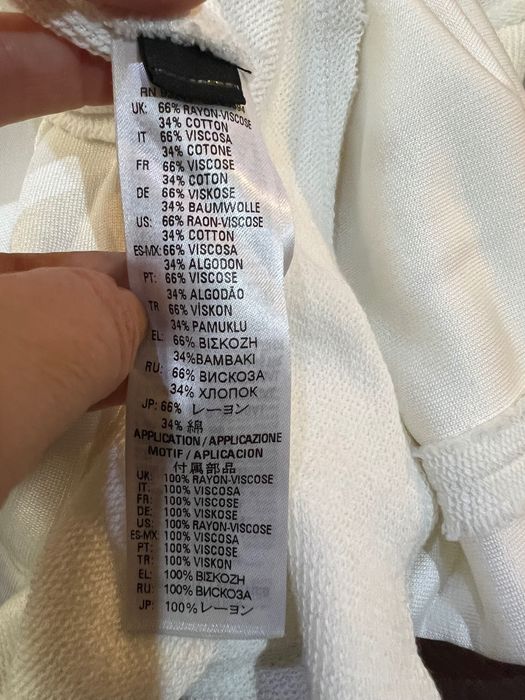 RN
UK: 66% RAYON-VISCOSE
34% COTTON
IT 66% VISCOSA
34% COTONE
FR 66% VISCOSE
34% COTON
DE 66% VISKOSE
34% BAUMWOLLE
US: 66% RAON-VISCOSE
34% COTTON
ES-MX: 66% VISCOSA
34% ALGODON
PT: 66% VISCOSE
34% ALGODÃO
TR 66% VİSKON
34% PAMUKLU
EL: 66% ΒΙΣΚΟΖΗ
34%ΒΑΜΒΑΚΙ
RU: 66% ВИСКОЗА
34% ХЛОПОК
JP: 66% レーヨン
34% 綿
APPLICATION / APPLICAZIONE
MOTIF / APLICACION
付属部品
UK: 100% RAYON-VISCOSE
IT: 100% VISCOSA
FR: 100% VISCOSE
DE: 100% VISKOSE
US: 100% RAYON-VISCOSE
ES-MX: 100% VISCOSA
PT: 100% VISCOSE
TR: 100% VISKON
EL: 100% ΒΙΣΚΟΖΗ
RU: 100% ВИСКОЗА
JP: 100% レーヨン